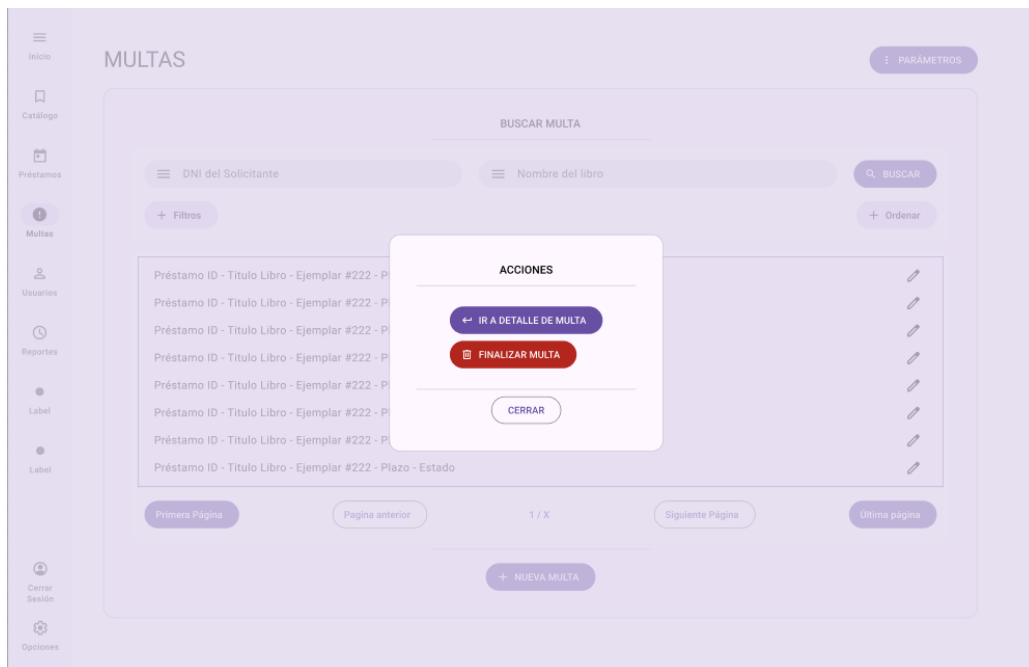 Inicio
Catálogo
Préstamos
Multas
Usuarios
Reportes
Label
Label
Cerrar
Sesión
Opciones
MULTAS
PARÁMETROS
BUSCAR MULTA
DNI del Solicitante
Nombre del libro
BUSCAR
+ Filtros
+ Ordenar
Préstamo ID - Titulo Libro - Ejemplar #222 - P
Préstamo ID - Titulo Libro - Ejemplar #222 - P
Préstamo ID - Titulo Libro - Ejemplar #222 - P
Préstamo ID - Titulo Libro - Ejemplar #222 - P
Préstamo ID - Titulo Libro - Ejemplar #222 - P
Préstamo ID - Titulo Libro - Ejemplar #222 - P
Préstamo ID - Titulo Libro - Ejemplar #222 - P
Préstamo ID - Titulo Libro - Ejemplar #222 - Plazo - Estado
ACCIONES
IR A DETALLE DE MULTA
FINALIZAR MULTA
CERRAR
Primera Página
Pagina anterior
1 / X
Siguiente Página
Última página
+ NUEVA MULTA